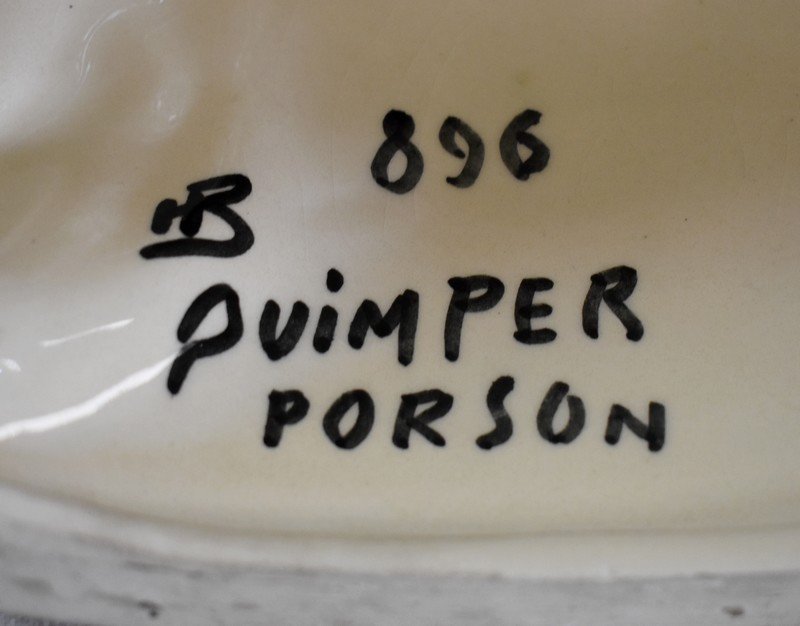 896
HB
QUiMPER
PORSON